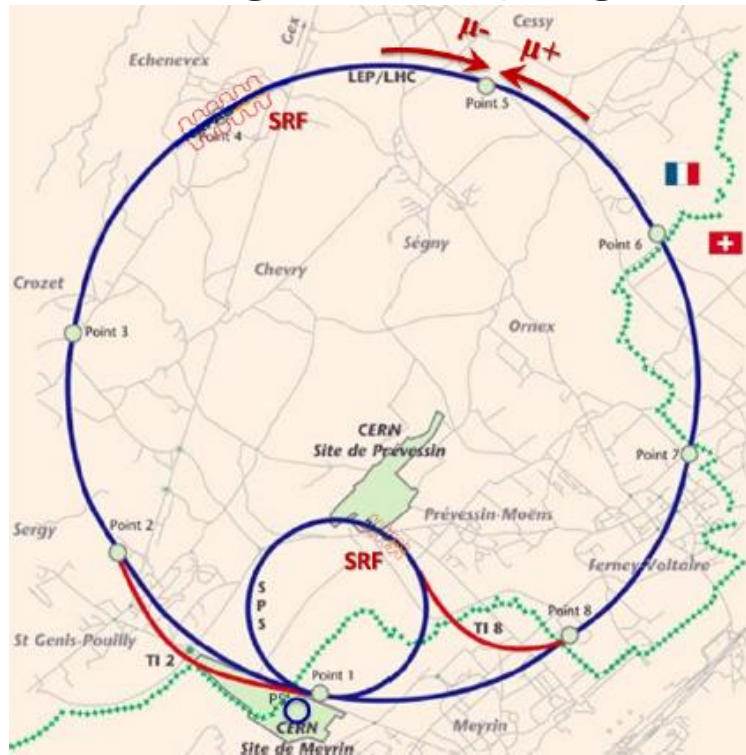 Cessy
Gex
μ-
μ+
Echenevex
LEP/LHC
Point 5
SRF
Point 4
Point 6
Ségny
Chevry
Crozet
Point 3
Ornex
CERN
Site de Prévessin
Point 7
Sergy
Point 2
Prévessin-Moëns
SRF
Ferney-Voltaire
S
P
S
St Genis-Pouilly
TI 8
Point 8
TI 2
Point 1
PS
CERN
Meyrin
Site de Meyrin